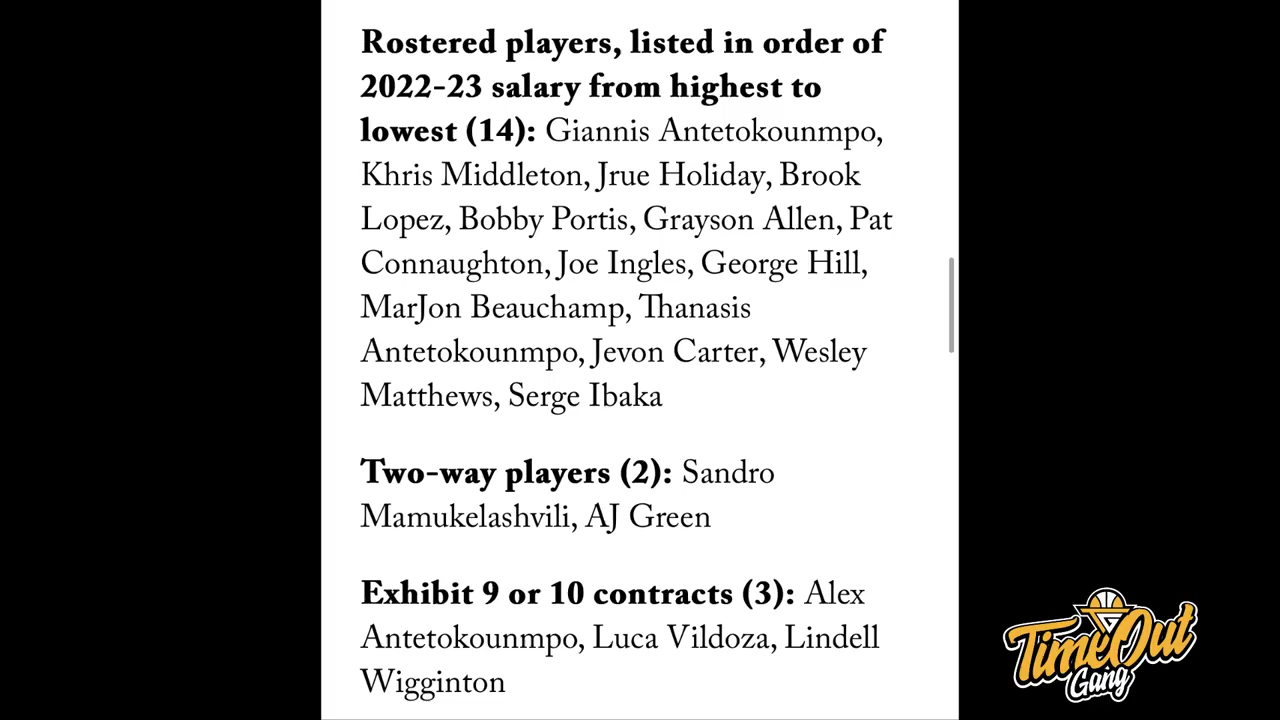 Rostered players, listed in order of
2022-23 salary from highest to
lowest (14): Giannis Antetokounmpo,
Khris Middleton, Jrue Holiday, Brook
Lopez, Bobby Portis, Grayson Allen, Pat
Connaughton, Joe Ingles, George Hill,
MarJon Beauchamp, Thanasis
Antetokounmpo, Jevon Carter, Wesley
Matthews, Serge Ibaka
Two-way players (2): Sandro
Mamukelashvili, AJ Green
Exhibit 9 or 10 contracts (3): Alex
Antetokounmpo, Luca Vildoza, Lindell
Wigginton
TimeOut
Gang